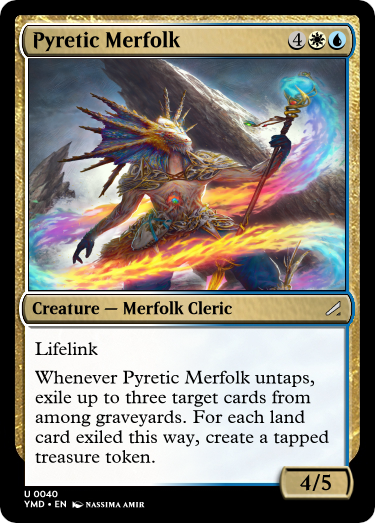 Pyretic Merfolk 4
Creature — Merfolk Cleric
Lifelink
Whenever Pyretic Merfolk untaps,
exile up to three target cards from
among graveyards. For each land
card exiled this way, create a tapped
treasure token.
4/5
U 0040
YMD • EN NASSIMA AMIR